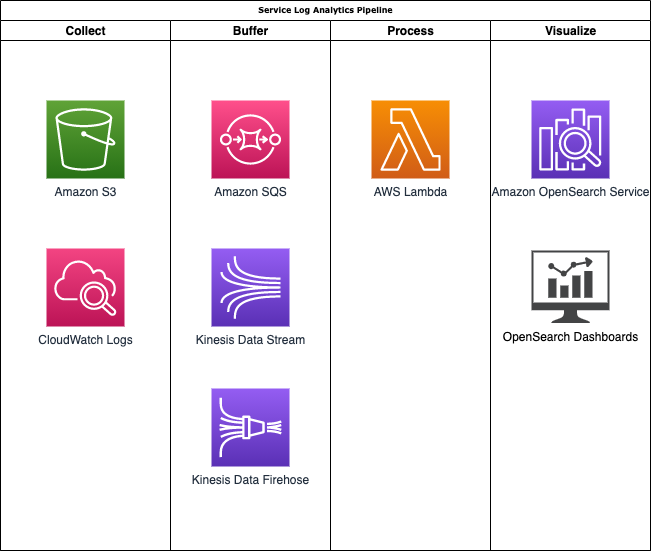 Service Log Analytics Pipeline
Collect
Buffer
Process
Visualize
Amazon S3
Amazon SQS
AWS Lambda
Amazon OpenSearch Service
CloudWatch Logs
Kinesis Data Stream
OpenSearch Dashboards
Kinesis Data Firehose